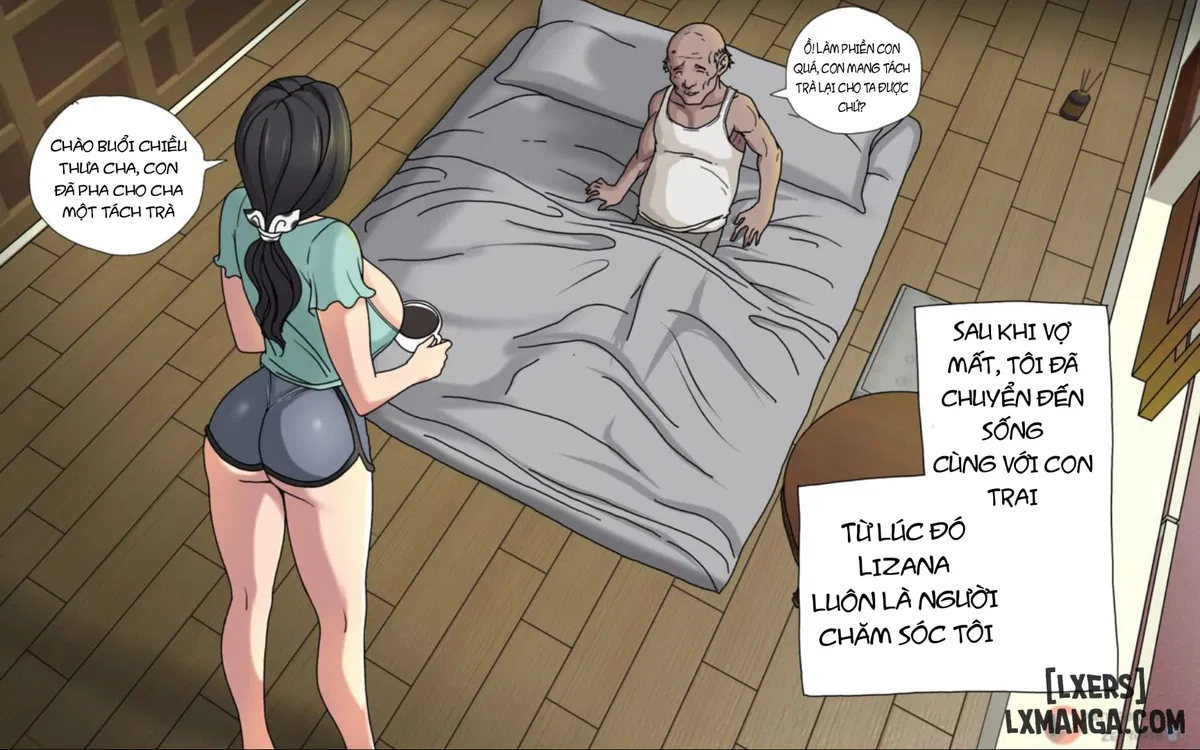 CHÀO BUỔI CHIỀU
THƯA CHA, CON
ĐÃ PHA CHO CHA
MỘT TÁCH TRÀ
Ồ! LÀM PHIỀN CON
QUÁ, CON MANG TÁCH
TRÀ LẠI CHO TA ĐƯỢC
CHỨ?
SAU KHI VỢ
MẤT, TÔI ĐÃ
CHUYỂN ĐẾN
SỐNG
CÙNG VỚI CON
TRAI
TỪ LÚC ĐÓ
LIZANA
LUÔN LÀ NGƯỜI
CHĂM SÓC TÔI
[LXERS]
LXMANGA.COM